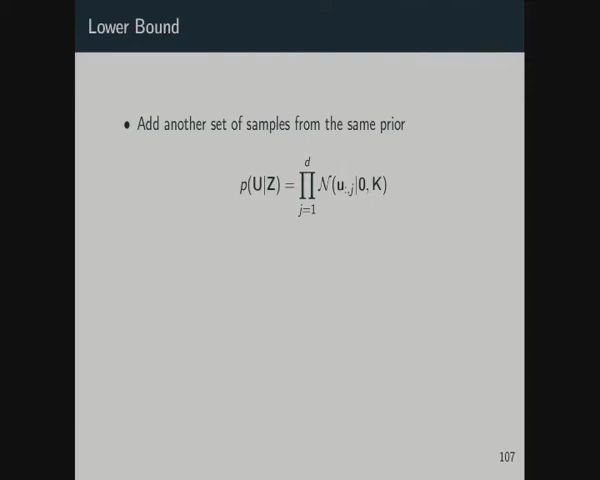 Lower Bound
• Add another set of samples from the same prior
p(U|Z) = ∏_{j=1}^{d} 𝒩(u_{:,j}|0, K)
107